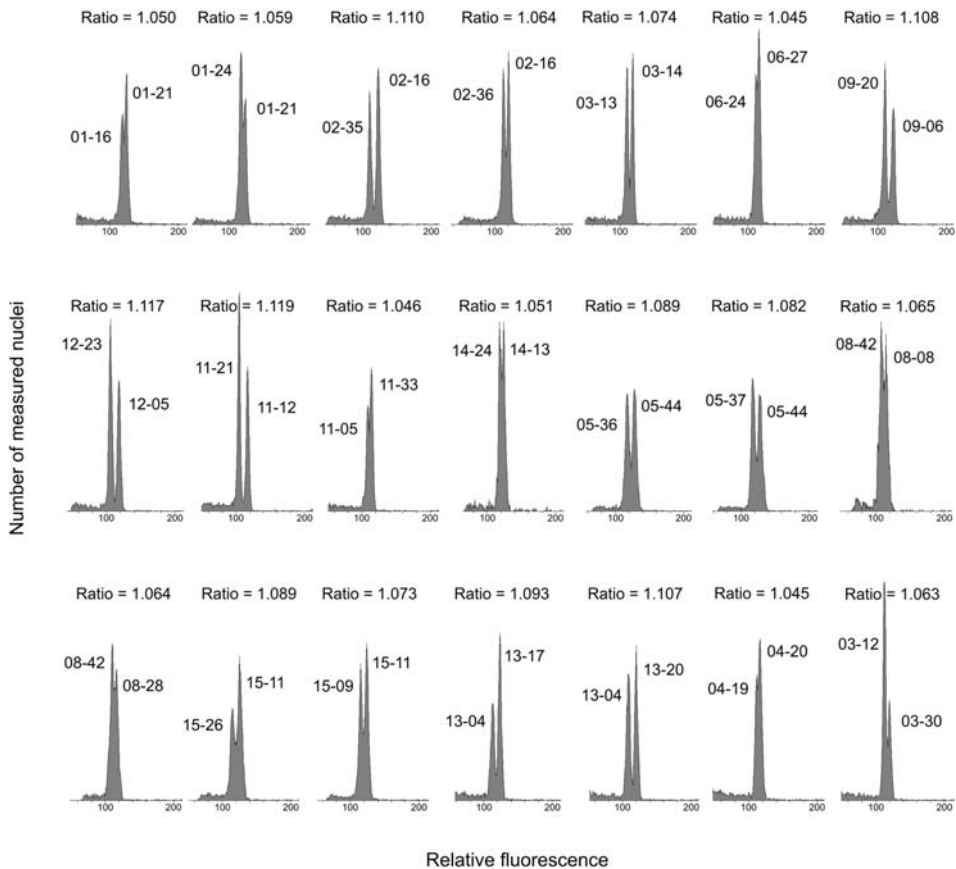 Ratio = 1.050 Ratio = 1.059 Ratio = 1.110 Ratio = 1.064 Ratio = 1.074 Ratio = 1.045 Ratio = 1.108
01-16 01-21 01-24 01-21 02-35 02-16 02-36 02-16 03-13 03-14 06-24 06-27 09-20 09-06
100 200 100 200 100 200 100 200 100 200 100 200 100 200
Number of measured nuclei
Ratio = 1.117 Ratio = 1.119 Ratio = 1.046 Ratio = 1.051 Ratio = 1.089 Ratio = 1.082 Ratio = 1.065
12-23 12-05 11-21 11-12 11-05 11-33 14-24 14-13 05-36 05-44 05-37 05-44 08-42 08-08
100 200 100 200 100 200 100 200 100 200 100 200 100 200
Ratio = 1.064 Ratio = 1.089 Ratio = 1.073 Ratio = 1.093 Ratio = 1.107 Ratio = 1.045 Ratio = 1.063
08-42 08-28 15-26 15-11 15-09 15-11 13-04 13-17 13-04 13-20 04-19 04-20 03-12 03-30
100 200 100 200 100 200 100 200 100 200 100 200 100 200
Relative fluorescence